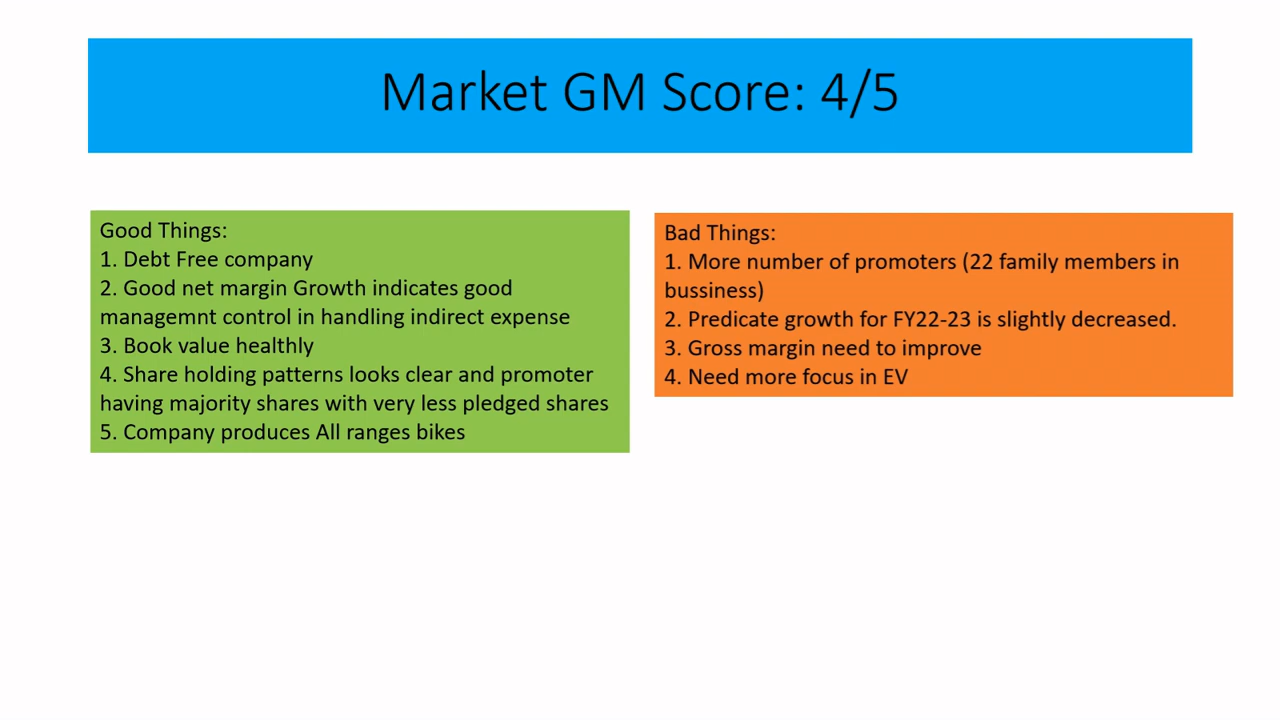 Market GM Score: 4/5
Good Things:
1. Debt Free company
2. Good net margin Growth indicates good
managemnt control in handling indirect expense
3. Book value healthly
4. Share holding patterns looks clear and promoter
having majority shares with very less pledged shares
5. Company produces All ranges bikes
Bad Things:
1. More number of promoters (22 family members in
bussiness)
2. Predicate growth for FY22-23 is slightly decreased.
3. Gross margin need to improve
4. Need more focus in EV